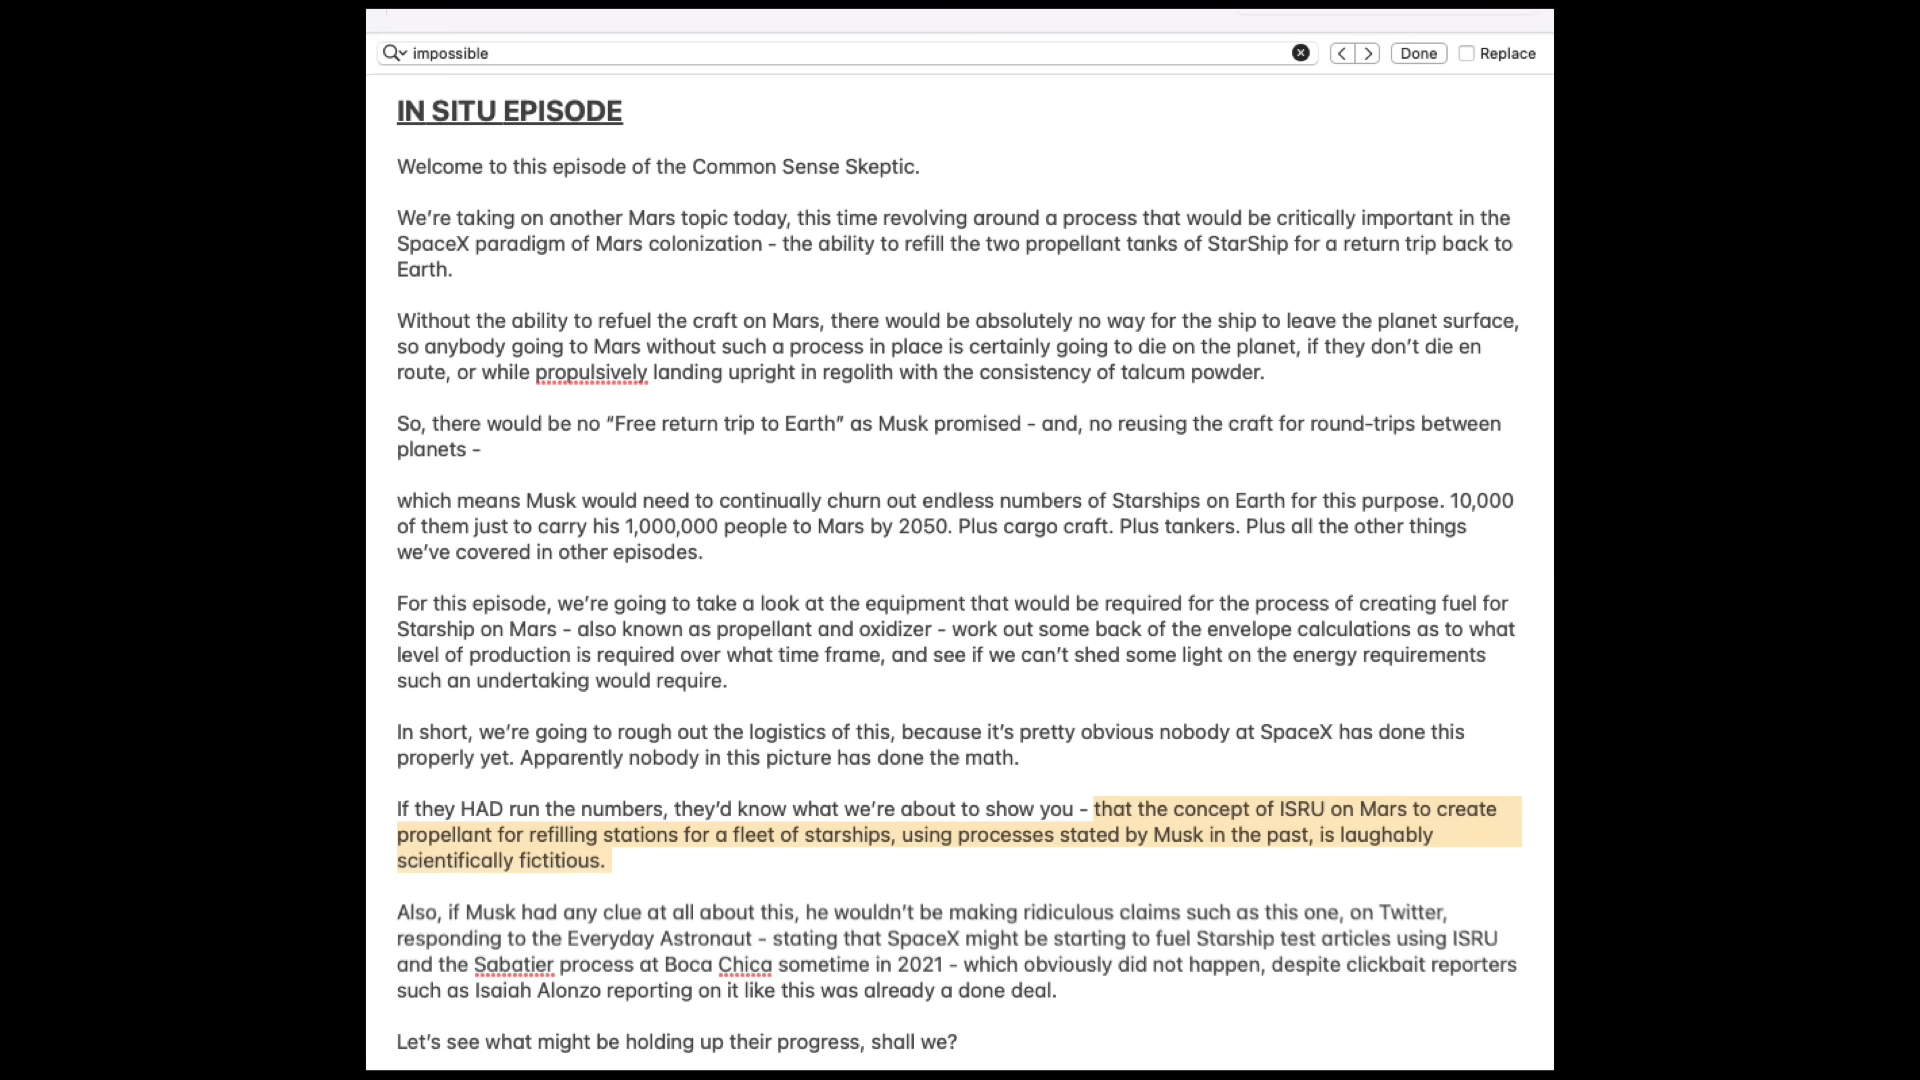 impossible
Done
Replace
IN SITU EPISODE
Welcome to this episode of the Common Sense Skeptic.
We’re taking on another Mars topic today, this time revolving around a process that would be critically important in the
SpaceX paradigm of Mars colonization - the ability to refill the two propellant tanks of StarShip for a return trip back to
Earth.
Without the ability to refuel the craft on Mars, there would be absolutely no way for the ship to leave the planet surface,
so anybody going to Mars without such a process in place is certainly going to die on the planet, if they don’t die en
route, or while propulsively landing upright in regolith with the consistency of talcum powder.
So, there would be no “Free return trip to Earth” as Musk promised - and, no reusing the craft for round-trips between
planets -
which means Musk would need to continually churn out endless numbers of Starships on Earth for this purpose. 10,000
of them just to carry his 1,000,000 people to Mars by 2050. Plus cargo craft. Plus tankers. Plus all the other things
we’ve covered in other episodes.
For this episode, we’re going to take a look at the equipment that would be required for the process of creating fuel for
Starship on Mars - also known as propellant and oxidizer - work out some back of the envelope calculations as to what
level of production is required over what time frame, and see if we can’t shed some light on the energy requirements
such an undertaking would require.
In short, we’re going to rough out the logistics of this, because it’s pretty obvious nobody at SpaceX has done this
properly yet. Apparently nobody in this picture has done the math.
If they HAD run the numbers, they’d know what we’re about to show you - that the concept of ISRU on Mars to create
propellant for refilling stations for a fleet of starships, using processes stated by Musk in the past, is laughably
scientifically fictitious.
Also, if Musk had any clue at all about this, he wouldn’t be making ridiculous claims such as this one, on Twitter,
responding to the Everyday Astronaut - stating that SpaceX might be starting to fuel Starship test articles using ISRU
and the Sabatier process at Boca Chica sometime in 2021 - which obviously did not happen, despite clickbait reporters
such as Isaiah Alonzo reporting on it like this was already a done deal.
Let’s see what might be holding up their progress, shall we?